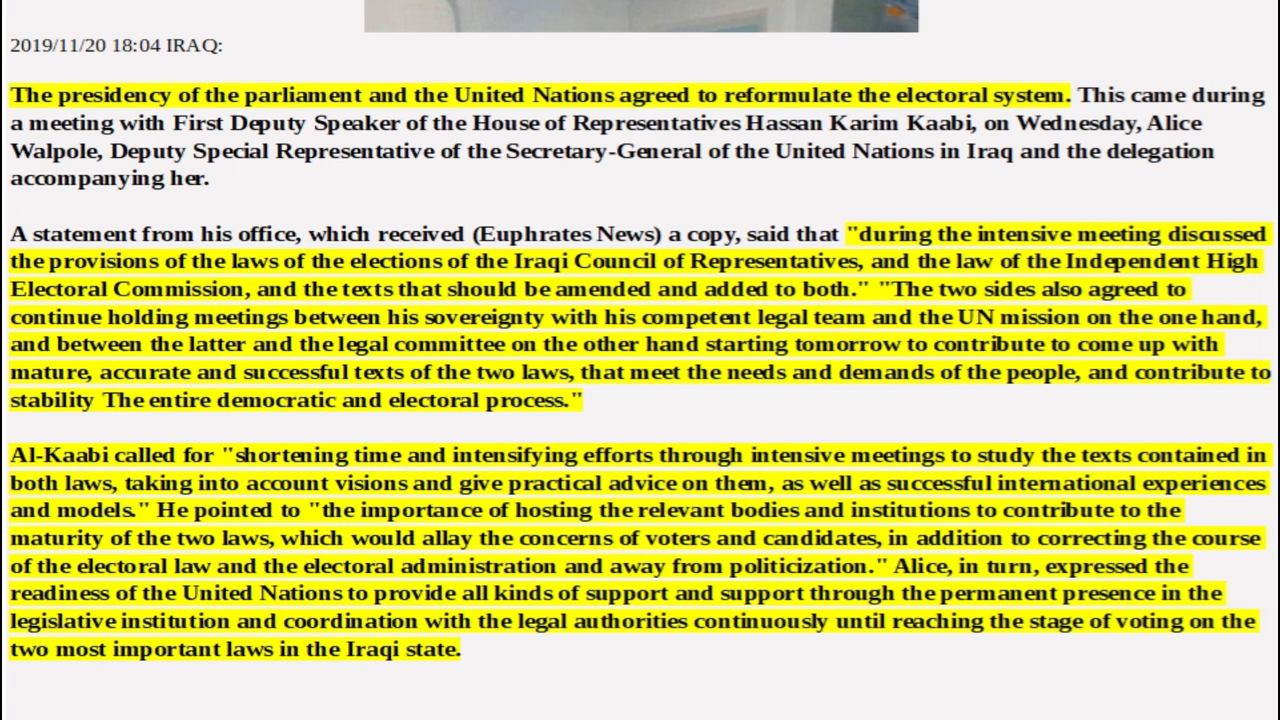 2019/11/20 18:04 IRAQ:
The presidency of the parliament and the United Nations agreed to reformulate the electoral system. This came during
a meeting with First Deputy Speaker of the House of Representatives Hassan Karim Kaabi, on Wednesday, Alice
Walpole, Deputy Special Representative of the Secretary-General of the United Nations in Iraq and the delegation
accompanying her.
A statement from his office, which received (Euphrates News) a copy, said that "during the intensive meeting discussed
the provisions of the laws of the elections of the Iraqi Council of Representatives, and the law of the Independent High
Electoral Commission, and the texts that should be amended and added to both." "The two sides also agreed to
continue holding meetings between his sovereignty with his competent legal team and the UN mission on the one hand,
and between the latter and the legal committee on the other hand starting tomorrow to contribute to come up with
mature, accurate and successful texts of the two laws, that meet the needs and demands of the people, and contribute to
stability The entire democratic and electoral process."
Al-Kaabi called for "shortening time and intensifying efforts through intensive meetings to study the texts contained in
both laws, taking into account visions and give practical advice on them, as well as successful international experiences
and models." He pointed to "the importance of hosting the relevant bodies and institutions to contribute to the
maturity of the two laws, which would allay the concerns of voters and candidates, in addition to correcting the course
of the electoral law and the electoral administration and away from politicization." Alice, in turn, expressed the
readiness of the United Nations to provide all kinds of support and support through the permanent presence in the
legislative institution and coordination with the legal authorities continuously until reaching the stage of voting on the
two most important laws in the Iraqi state.